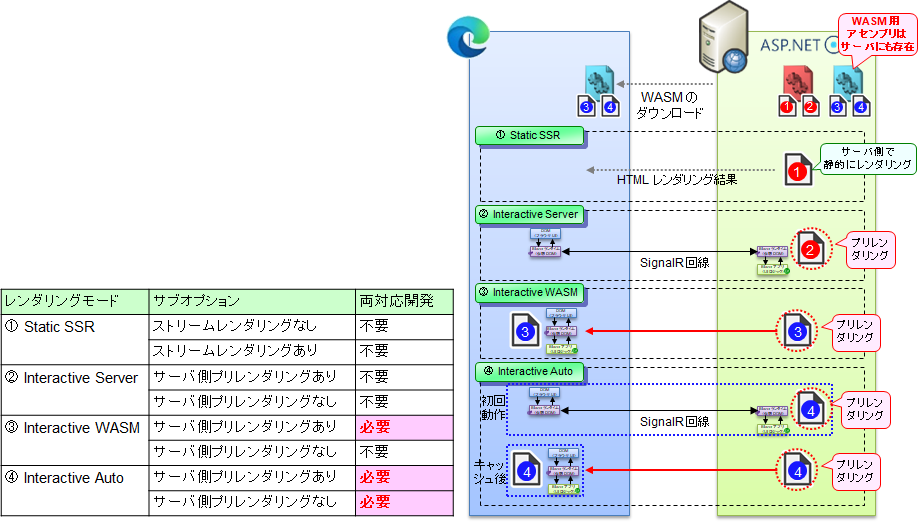 レンダリングモード サブオプション 両対応開発
① Static SSR ストリームレンダリングなし 不要
ストリームレンダリングあり 不要
② Interactive Server サーバ側プリレンダリングあり 不要
サーバ側プリレンダリングなし 不要
③ Interactive WASM サーバ側プリレンダリングあり 必要
サーバ側プリレンダリングなし 不要
④ Interactive Auto サーバ側プリレンダリングあり 必要
サーバ側プリレンダリングなし 必要
ASP.NET
WASM 用
アセンブリは
サーバにも存在
3 4
1 2 3 4
WASM の
ダウンロード
① Static SSR
1
サーバ側で
静的にレンダリング
HTML レンダリング結果
② Interactive Server
SignalR 回線
2
プリレン
ダリング
③ Interactive WASM
3
3
プリレン
ダリング
④ Interactive Auto
初回
動作
SignalR 回線
4
プリレン
ダリング
キャッ
シュ後
4
4
プリレン
ダリング